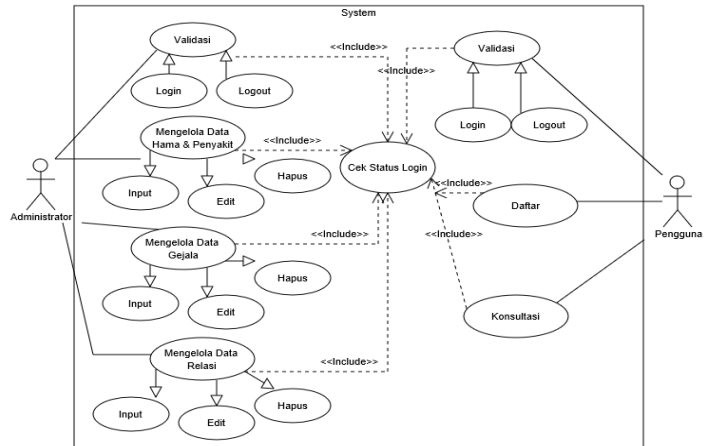 System
Validasi
<<Include>>
Validasi
<<Include>>
Login
Logout
Login
Logout
Mengelola Data
Hama & Penyakit
<<Include>>
Hapus
Cek Status Login
Input
Edit
<<Include>>
Daftar
Administrator
Pengguna
Mengelola Data
Gejala
<<Include>>
<<Include>>
Hapus
Input
Edit
Konsultasi
Mengelola Data
Relasi
<<Include>>
Hapus
Input
Edit